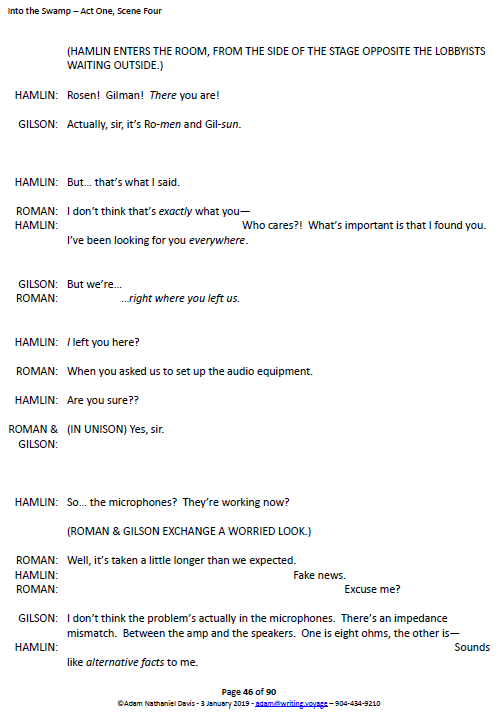 Into the Swamp – Act One, Scene Four
(HAMLIN ENTERS THE ROOM, FROM THE SIDE OF THE STAGE OPPOSITE THE LOBBYISTS
WAITING OUTSIDE.)
HAMLIN: Rosen! Gilman! There you are!
GILSON: Actually, sir, it's Ro-men and Gil-sun.
HAMLIN: But… that's what I said.
ROMAN: I don't think that's exactly what you—
HAMLIN: Who cares?! What's important is that I found you.
I've been looking for you everywhere.
GILSON: But we're…
ROMAN: …right where you left us.
HAMLIN: I left you here?
ROMAN: When you asked us to set up the audio equipment.
HAMLIN: Are you sure??
ROMAN & (IN UNISON) Yes, sir.
GILSON:
HAMLIN: So… the microphones? They're working now?
(ROMAN & GILSON EXCHANGE A WORRIED LOOK.)
ROMAN: Well, it's taken a little longer than we expected.
HAMLIN: Fake news.
ROMAN: Excuse me?
GILSON: I don't think the problem's actually in the microphones. There's an impedance
mismatch. Between the amp and the speakers. One is eight ohms, the other is—
HAMLIN: Sounds
like alternative facts to me.
Page 46 of 90
©Adam Nathaniel Davis - 3 January 2019 - adam@writing.voyage – 904-434-9210